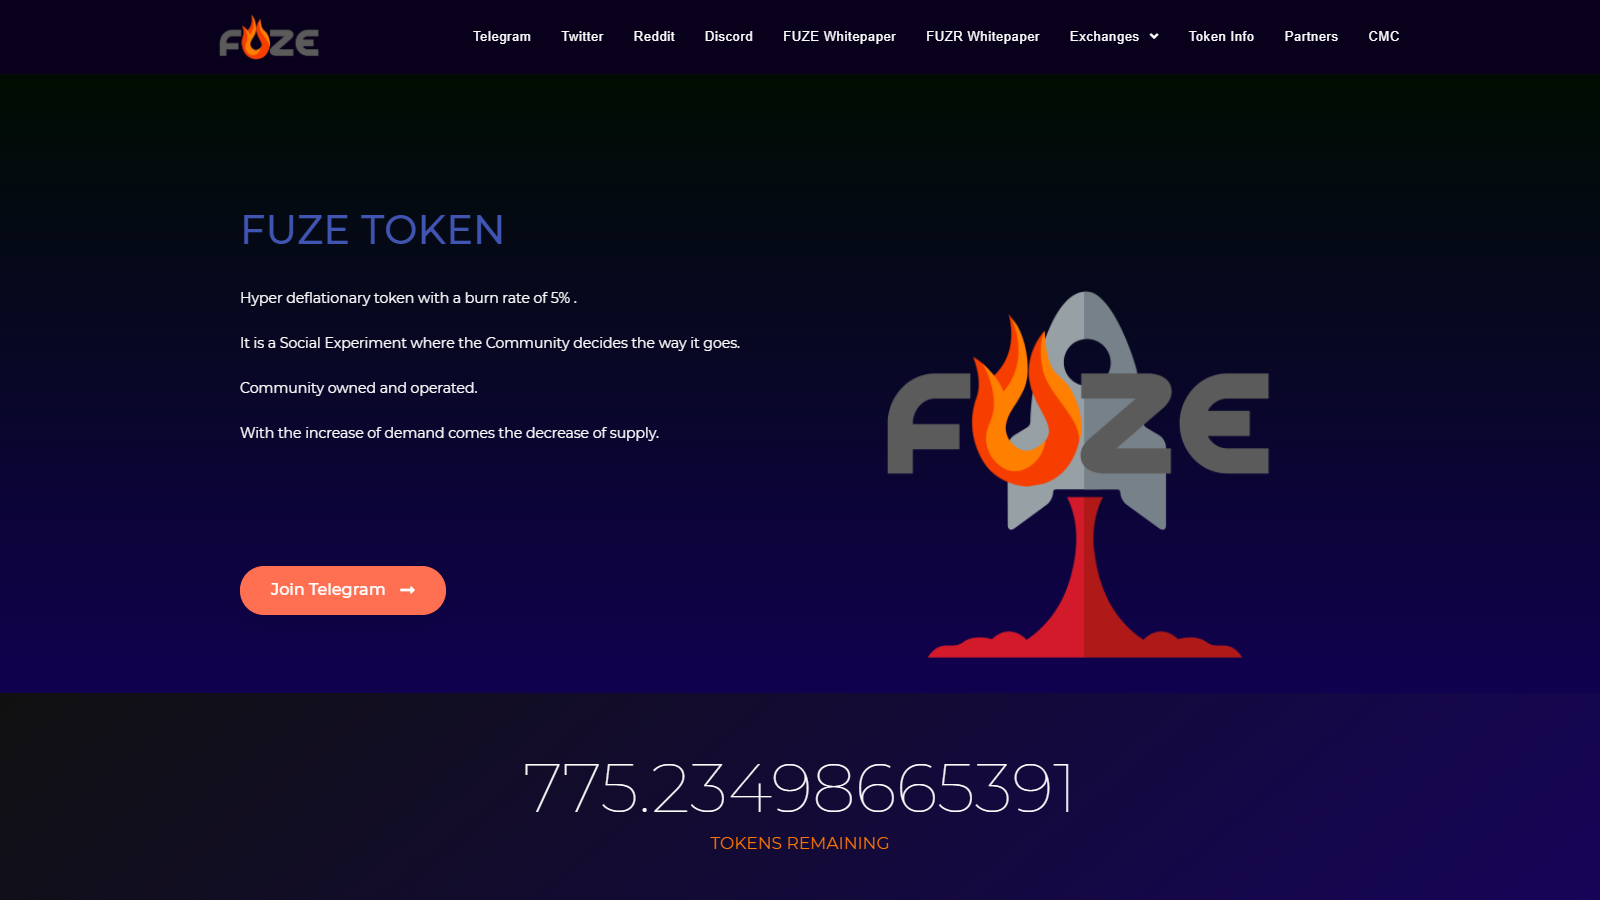 FUZE
Telegram Twitter Reddit Discord FUZE Whitepaper FUZR Whitepaper Exchanges Token Info Partners CMC
FUZE TOKEN
Hyper deflationary token with a burn rate of 5% .
It is a Social Experiment where the Community decides the way it goes.
Community owned and operated.
With the increase of demand comes the decrease of supply.
Join Telegram
FUZE
775.23498665391
TOKENS REMAINING